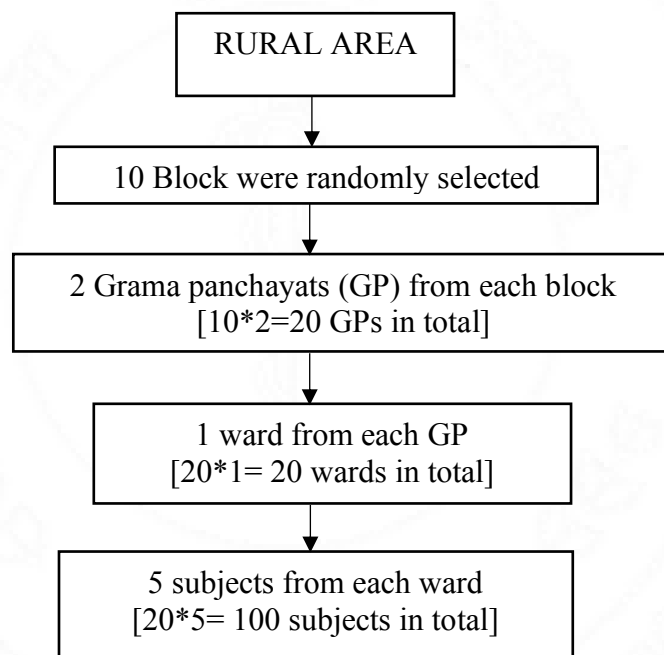 RURAL AREA
10 Block were randomly selected
2 Grama panchayats (GP) from each block
[10*2=20 GPs in total]
1 ward from each GP
[20*1= 20 wards in total]
5 subjects from each ward
[20*5= 100 subjects in total]